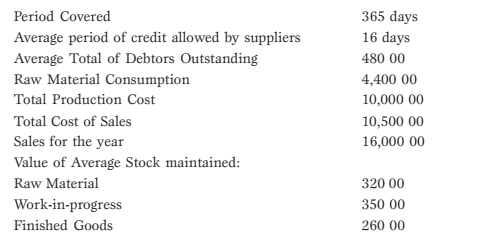 Period Covered 365 days
Average period of credit allowed by suppliers 16 days
Average Total of Debtors Outstanding 480 00
Raw Material Consumption 4,400 00
Total Production Cost 10,000 00
Total Cost of Sales 10,500 00
Sales for the year 16,000 00
Value of Average Stock maintained:
Raw Material 320 00
Work-in-progress 350 00
Finished Goods 260 00